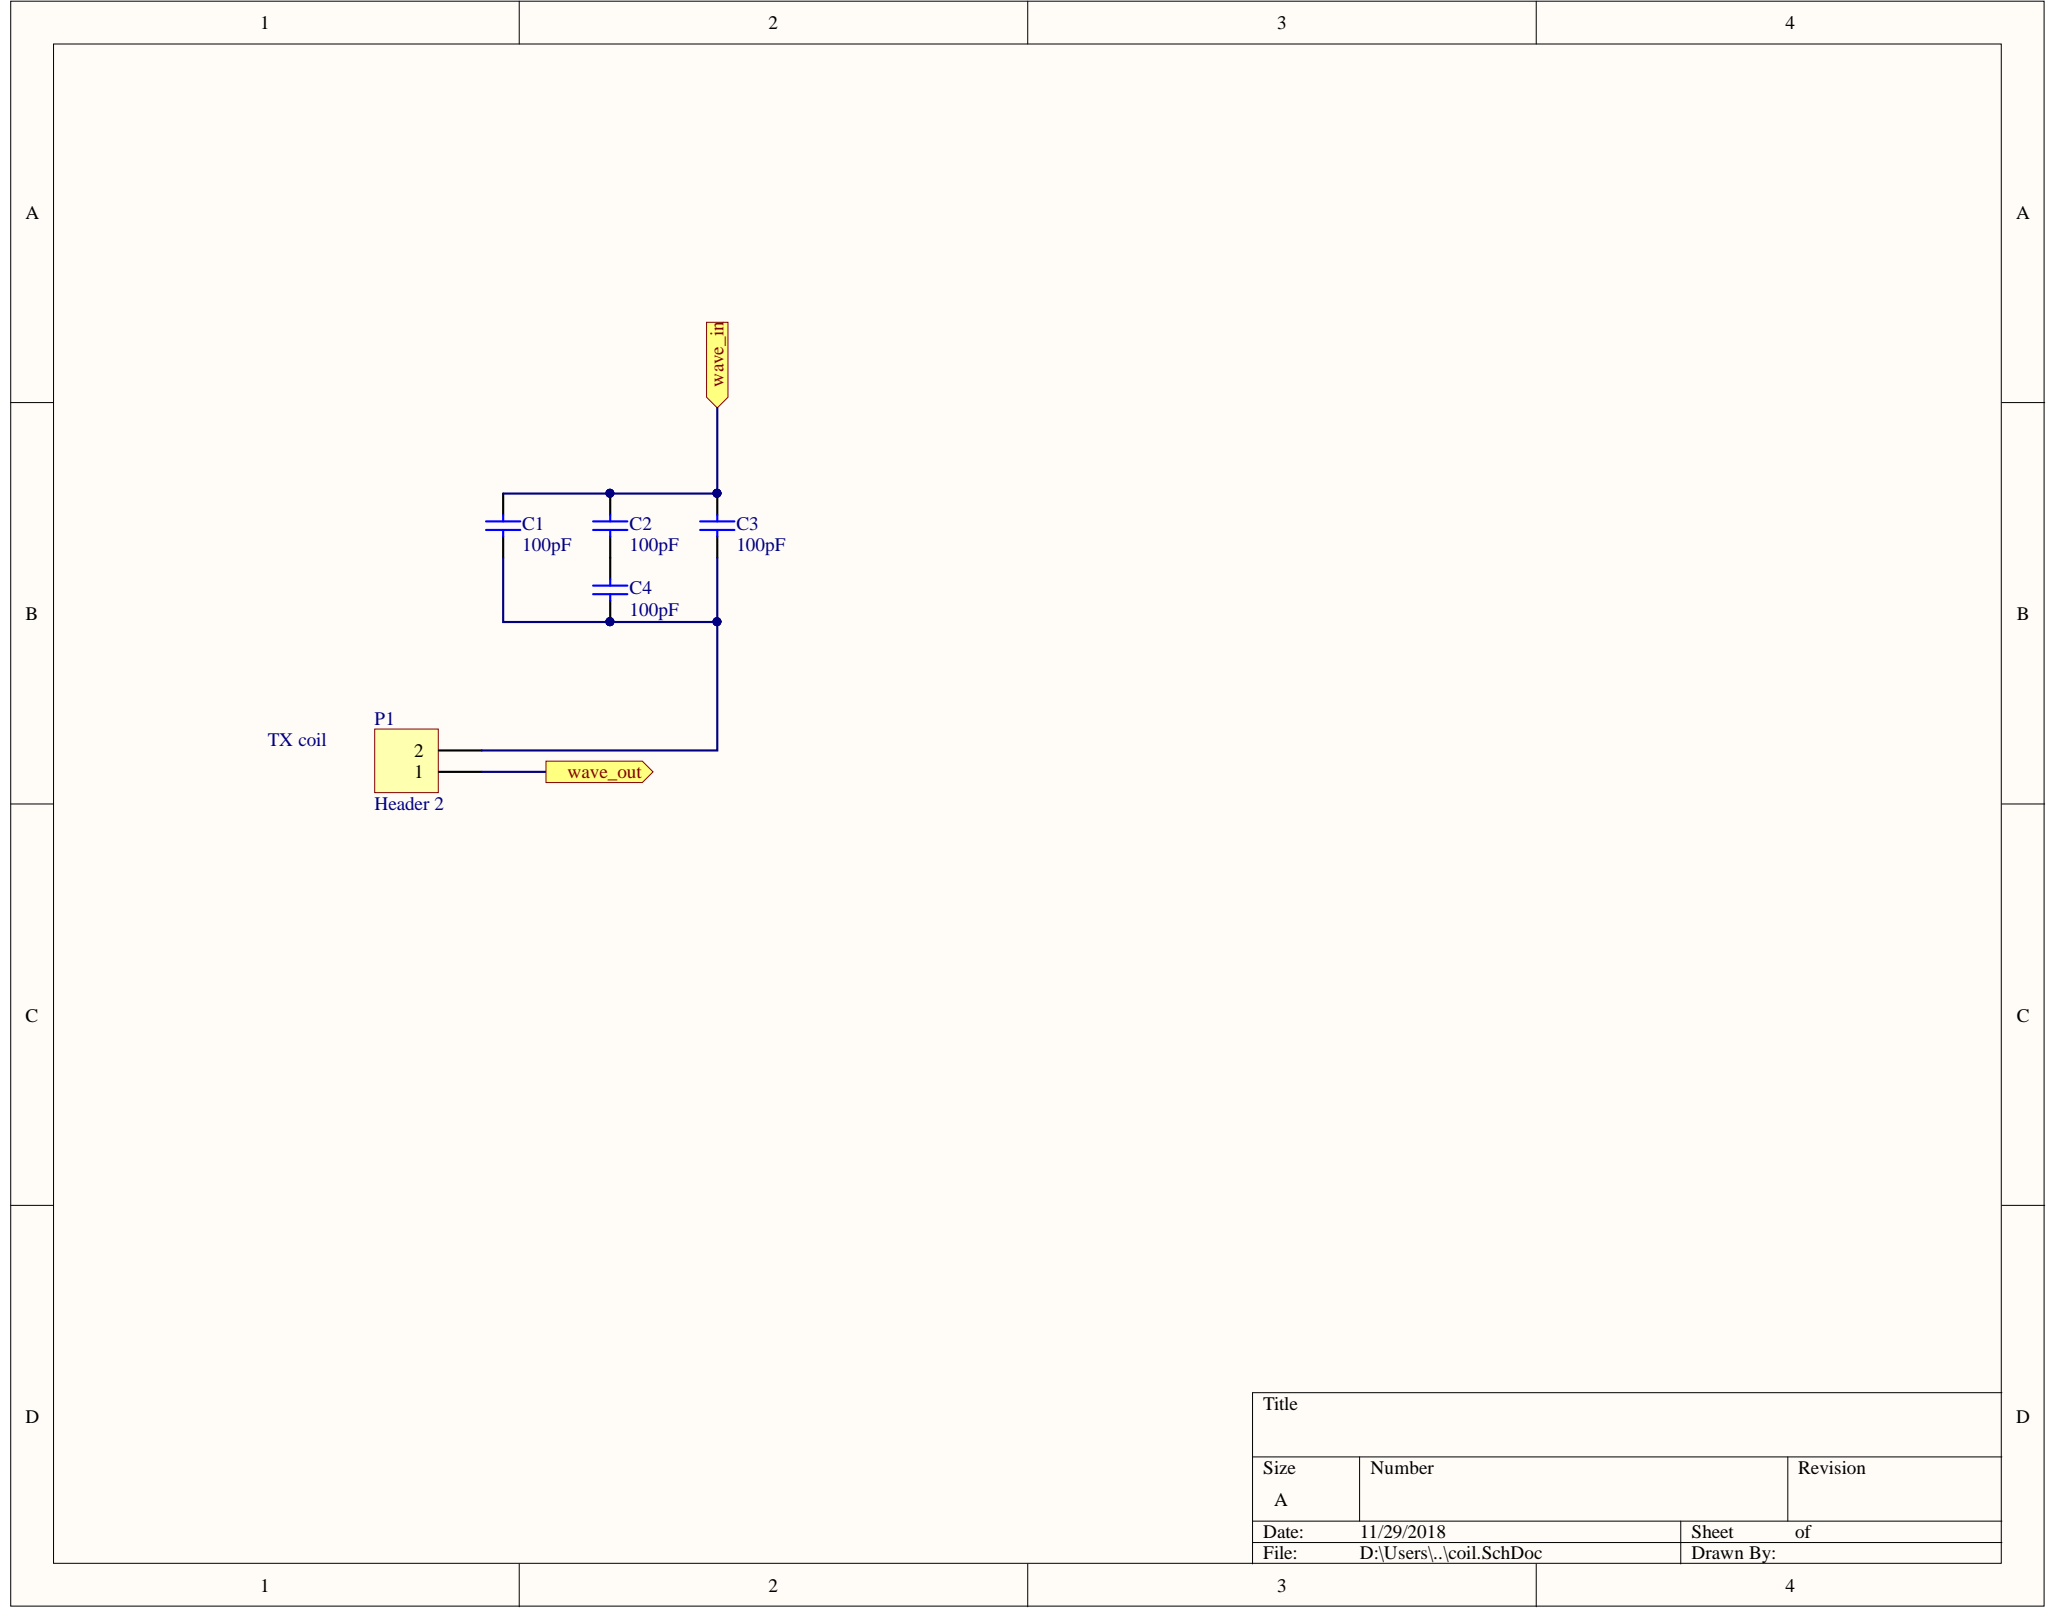 1 2 3 4
A A
wave_in
C1 C2 C3
100pF 100pF 100pF
C4
B B
100pF
P1
TX coil
2
1 wave_out
Header 2
C C
Title
D D
Size Number Revision
A
Date: 11/29/2018 Sheet of
File: D:\Users\..\coil.SchDoc Drawn By:
1 2 3 4